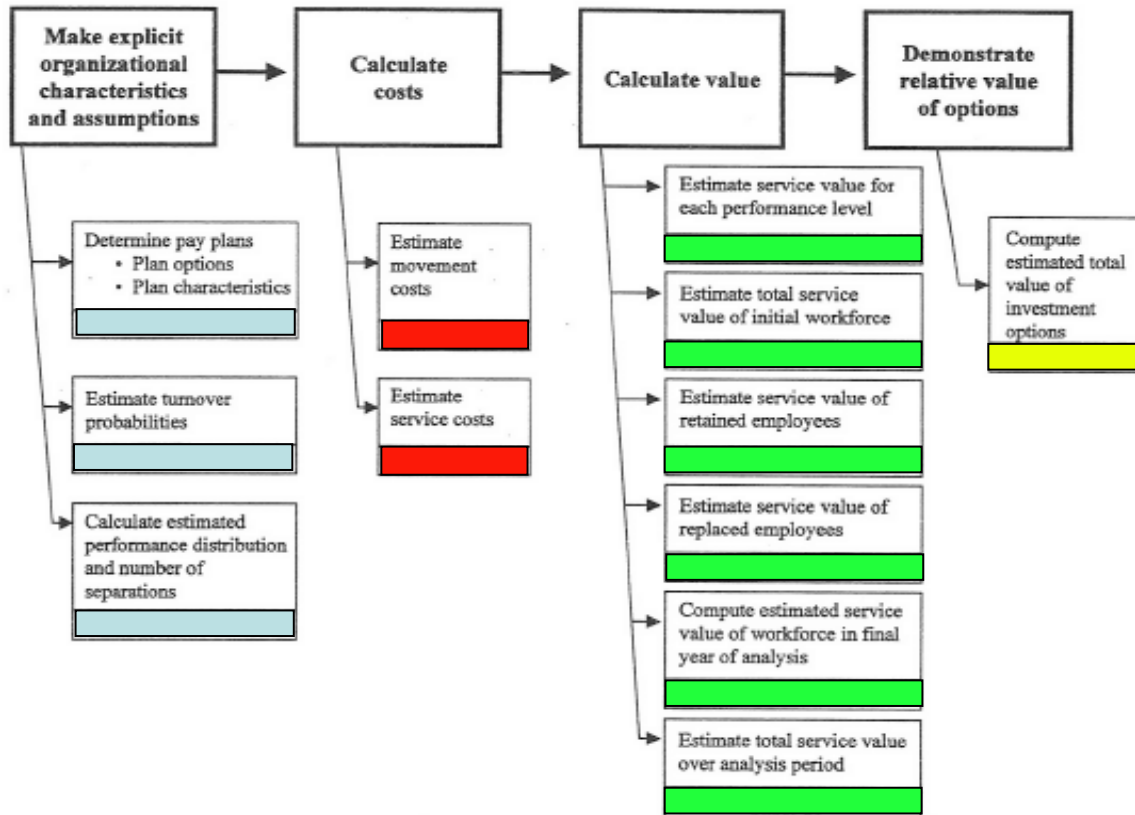 Make explicit
organizational
characteristics
and assumptions
Calculate
costs
Calculate value
Demonstrate
relative value
of options
Determine pay plans
• Plan options
• Plan characteristics
Estimate turnover
probabilities
Calculate estimated
performance distribution
and number of
separations
Estimate
movement
costs
Estimate
service costs
Estimate service value for
each performance level
Estimate total service
value of initial workforce
Estimate service value of
retained employees
Estimate service value of
replaced employees
Compute estimated service
value of workforce in final
year of analysis
Estimate total service value
over analysis period
Compute
estimated total
value of
investment
options